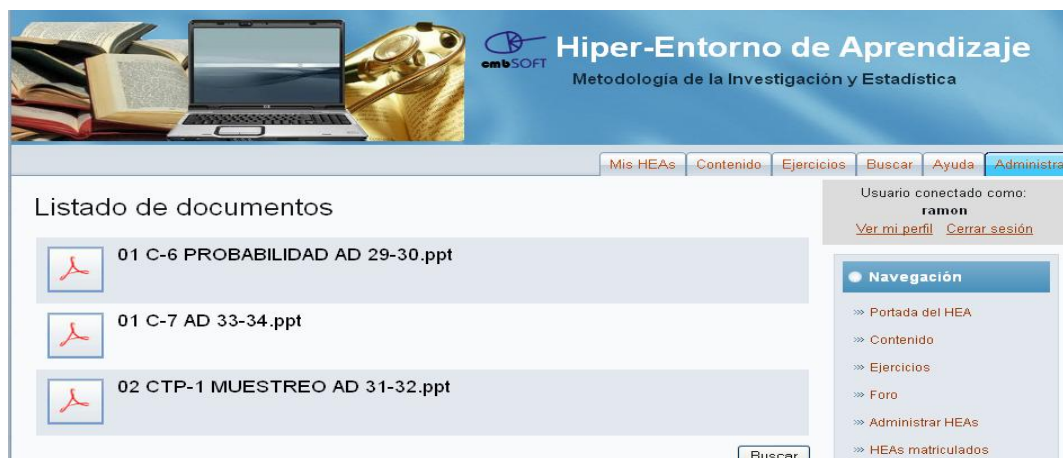 cmbSOFT
Hiper-Entorno de Aprendizaje
Metodología de la Investigación y Estadística
Mis HEAs Contenido Ejercicios Buscar Ayuda Administra
Listado de documentos
01 C-6 PROBABILIDAD AD 29-30.ppt
01 C-7 AD 33-34.ppt
02 CTP-1 MUESTREO AD 31-32.ppt
Buscar
Usuario conectado como:
ramon
Ver mi perfil Cerrar sesión
Navegación
Portada del HEA
Contenido
Ejercicios
Foro
Administrar HEAs
HEAs matriculados